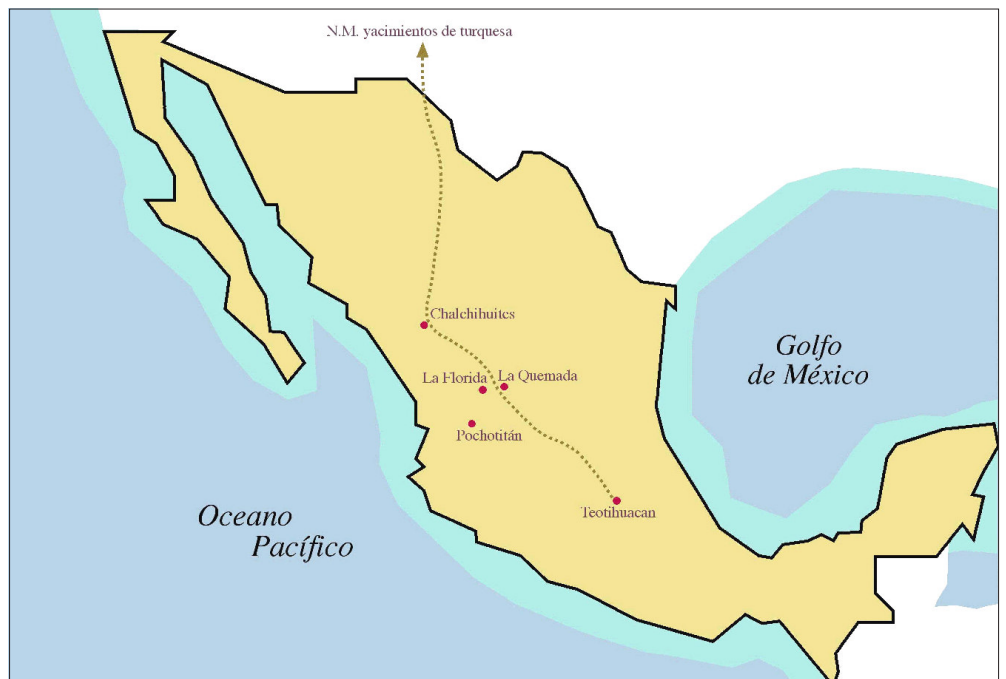 N.M. yacimientos de turquesa
Chalchihuites
La Florida
La Quemada
Pochotitán
Teotihuacan
Golfo
de México
Oceano
Pacífico